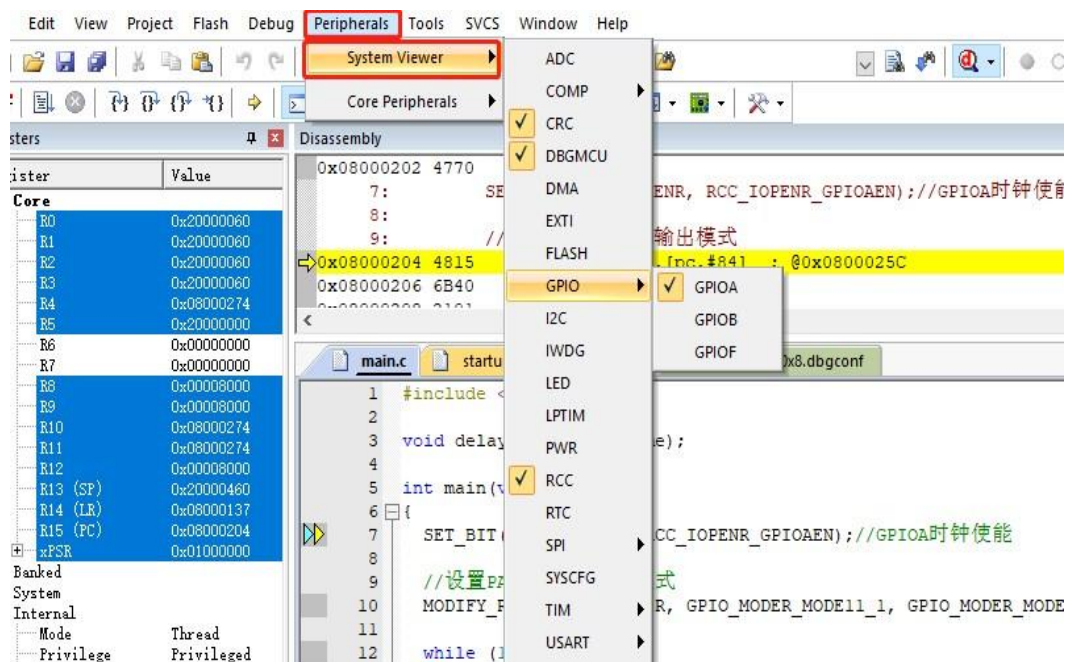 Edit View Project Flash Debug Peripherals Tools SVCS Window Help
System Viewer
Core Peripherals
ADC
COMP
CRC
DBGMCU
DMA
EXTI
FLASH
GPIO
I2C
IWDG
LED
LPTIM
PWR
RCC
RTC
SPI
SYSCFG
TIM
USART
GPIOA
GPIOB
GPIOF
sters
ister Value
Core
R0 0x20000060
R1 0x20000060
R2 0x20000060
R3 0x20000060
R4 0x08000274
R5 0x20000000
R6 0x00000000
R7 0x00000000
R8 0x00008000
R9 0x00008000
R10 0x08000274
R11 0x08000274
R12 0x00008000
R13 (SP) 0x20000460
R14 (LR) 0x08000137
R15 (PC) 0x08000204
xPSR 0x01000000
Banked
System
Internal
Mode Thread
Privilege Privileged
Disassembly
0x08000202 4770
7: SE ENR, RCC_IOPENR_GPIOAEN);//GPIOA时钟使能
8:
9: // 输出模式
0x08000204 4815 ,[pc,#84] ; @0x0800025C
0x08000206 6B40
main.c startu 0x8.dbgconf
1 #include <
2
3 void delay e);
4
5 int main(v
6 {
7 SET_BIT( CC_IOPENR_GPIOAEN);//GPIOA时钟使能
8
9 //设置PA 式
10 MODIFY_R R, GPIO_MODER_MODE11_1, GPIO_MODER_MODE
11
12 while (1